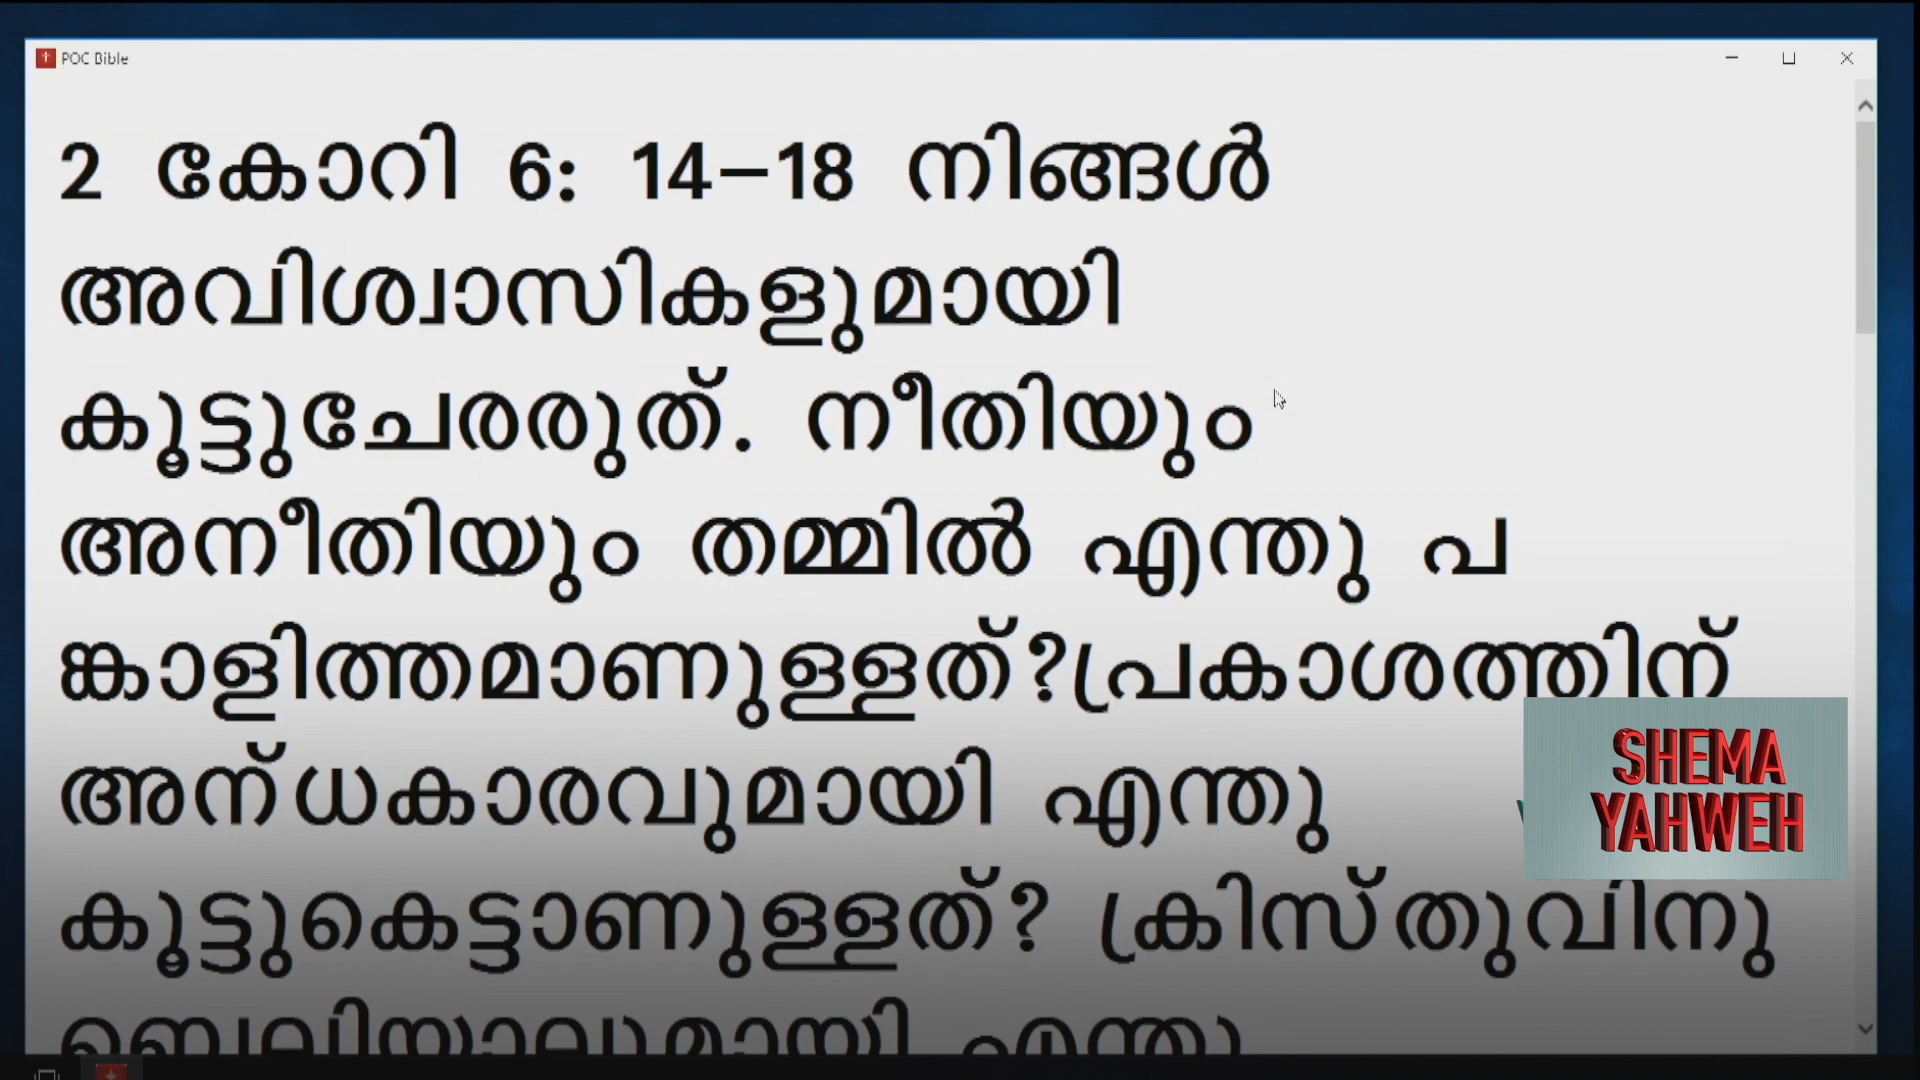 POC Bible
2 കോറി 6: 14-18 നിങ്ങൾ
അവിശ്വാസികളുമായി
കൂട്ടുചേരരുത്. നീതിയും
അനീതിയും തമ്മിൽ എന്തു പ
ങ്കാളിത്തമാണുള്ളത്?പ്രകാശത്തിന്
അന്ധകാരവുമായി എന്തു
കൂട്ടുകെട്ടാണുള്ളത്? ക്രിസ്തുവിനു
ബെലിയാലുമായി എന്തു
SHEMA
YAHWEH